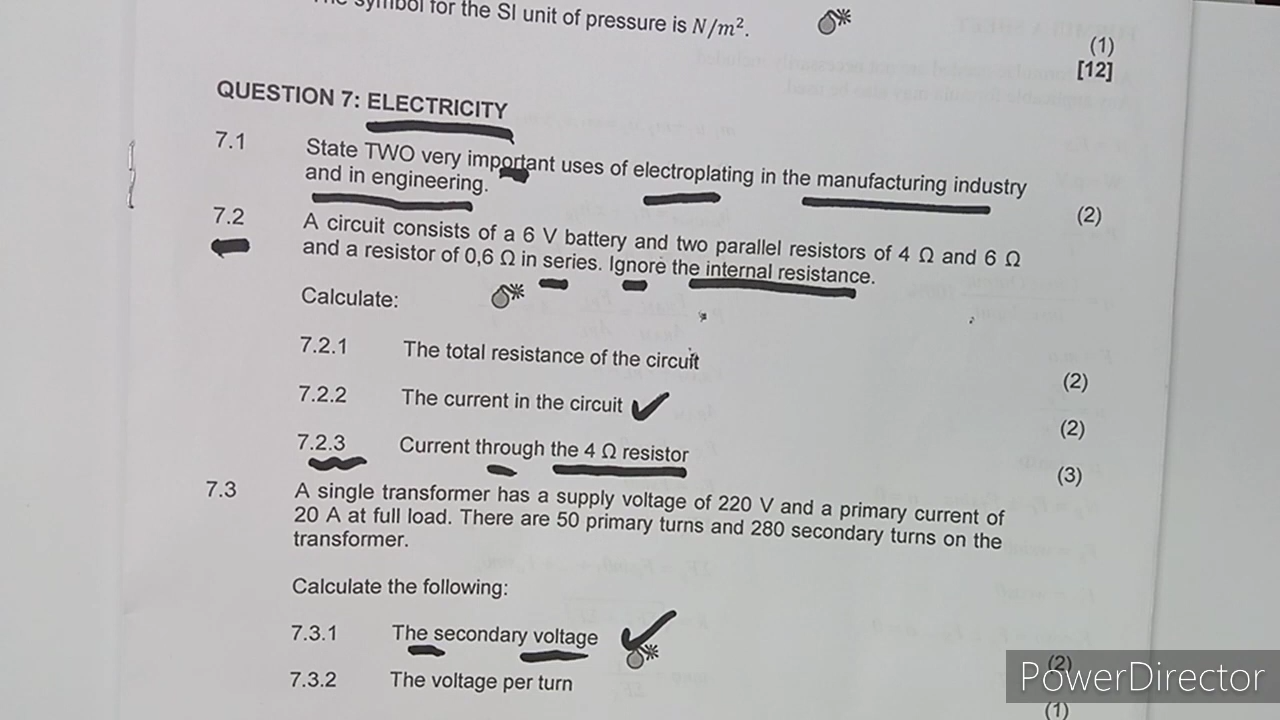 symbol for the SI unit of pressure is N/m².
(1)
[12]
QUESTION 7: ELECTRICITY
7.1 State TWO very important uses of electroplating in the manufacturing industry
and in engineering.
(2)
7.2 A circuit consists of a 6 V battery and two parallel resistors of 4 Ω and 6 Ω
and a resistor of 0,6 Ω in series. Ignore the internal resistance.
Calculate:
7.2.1 The total resistance of the circuit
(2)
7.2.2 The current in the circuit
(2)
7.2.3 Current through the 4 Ω resistor
(3)
7.3 A single transformer has a supply voltage of 220 V and a primary current of
20 A at full load. There are 50 primary turns and 280 secondary turns on the
transformer.
Calculate the following:
7.3.1 The secondary voltage
(2)
7.3.2 The voltage per turn
(1)
PowerDirector